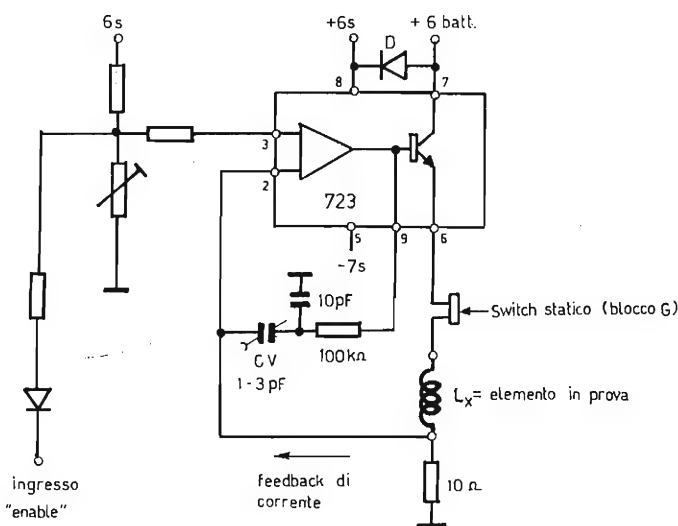 6s
+6s
+ 6 batt.
D
8
7
3
2
723
5
9
6
-7s
10pF
Switch statico (blocco G)
CV
100kΩ
1-3 pF
Lx= elemento in prova
ingresso
"enable"
feedback di
corrente
10 Ω